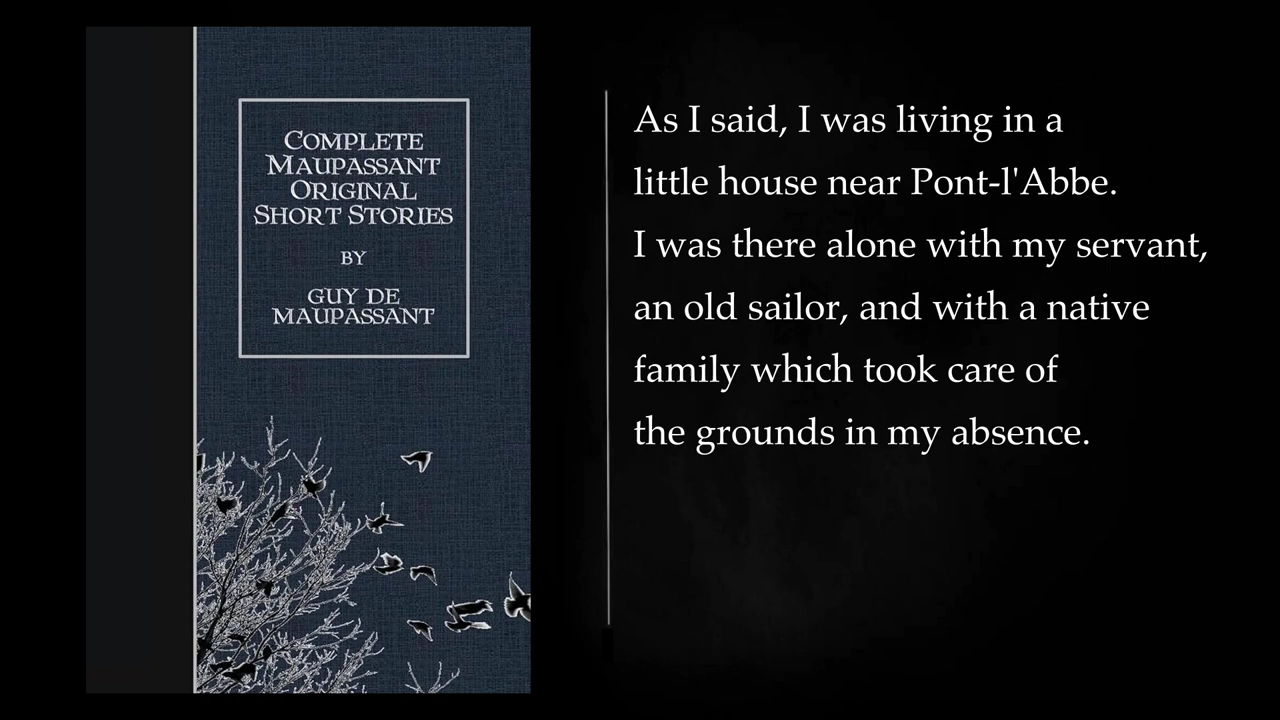 COMPLETE
MAUPASSANT
ORIGINAL
SHORT STORIES
BY
GUY DE
MAUPASSANT
As I said, I was living in a
little house near Pont-l'Abbe.
I was there alone with my servant,
an old sailor, and with a native
family which took care of
the grounds in my absence.